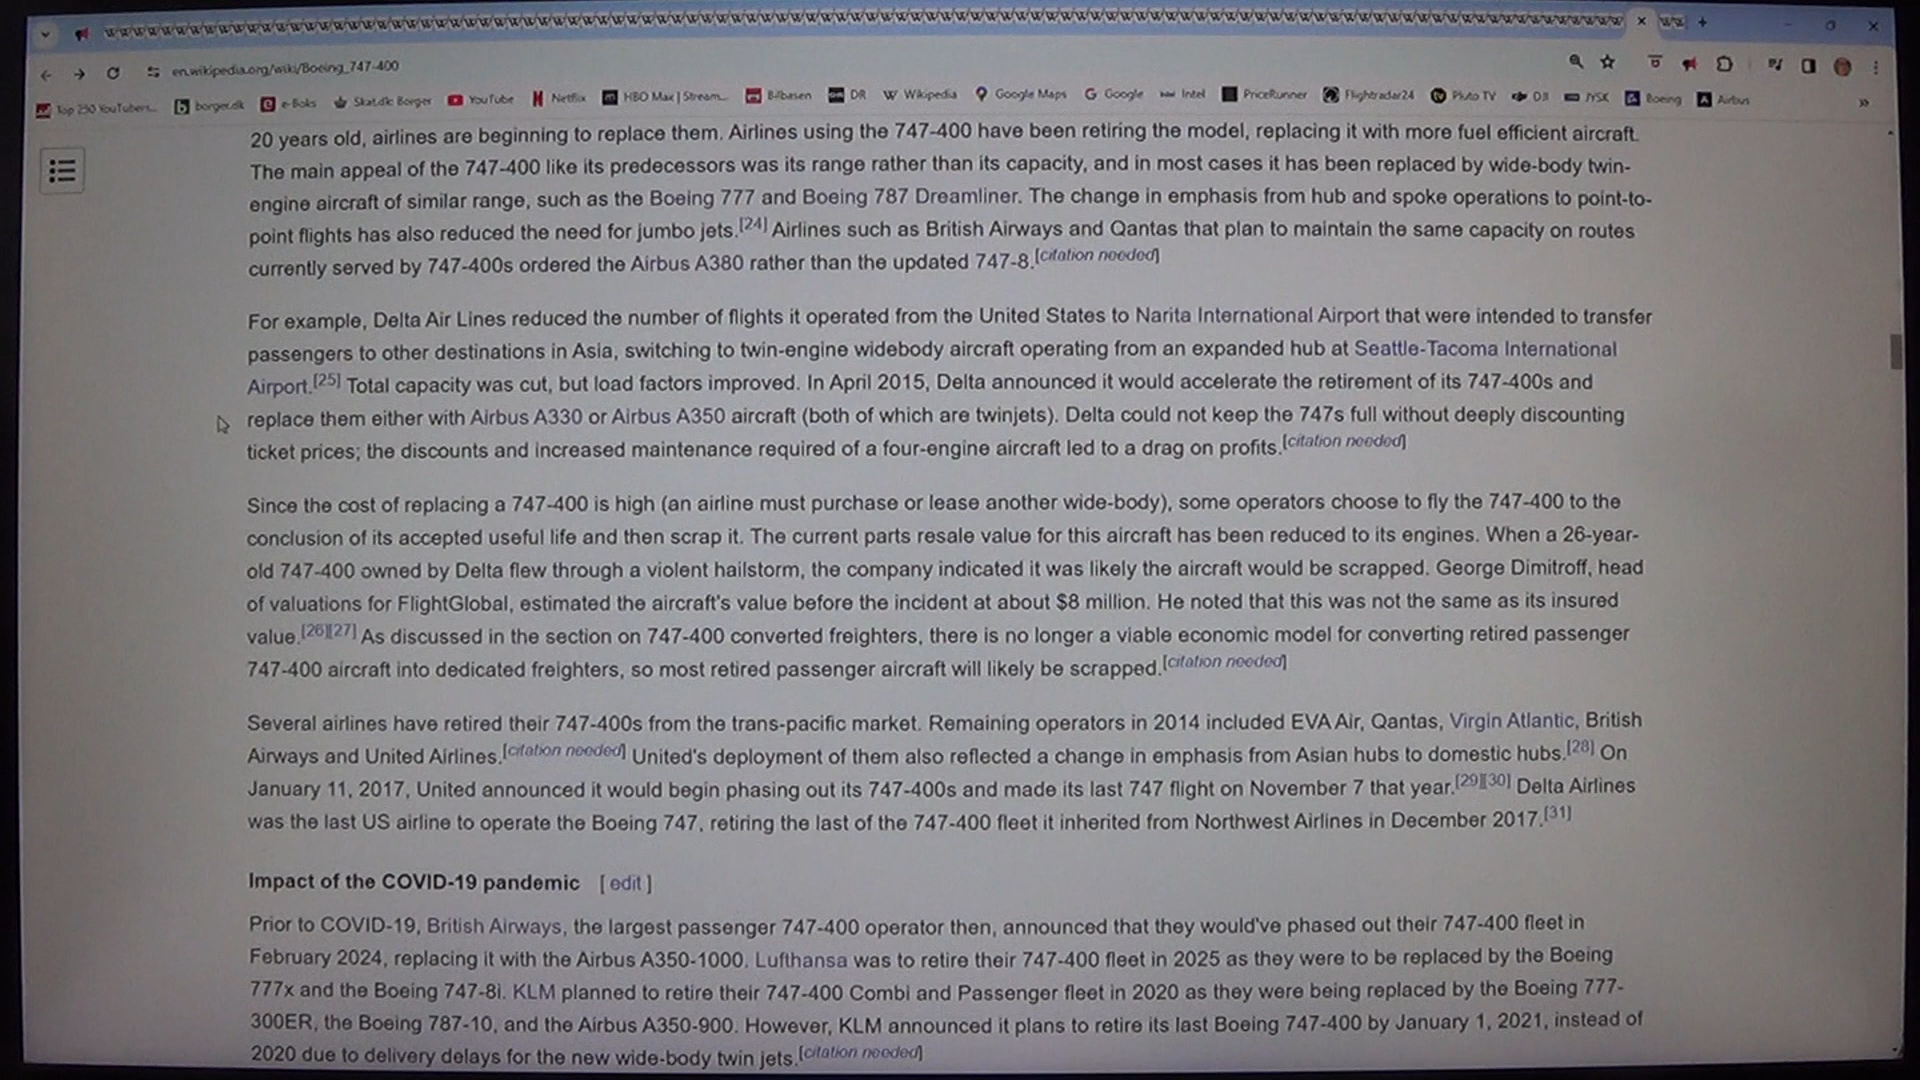 en.wikipedia.org/wiki/Boeing_747-400
Top 250 YouTubers... borger.dk e-Boks Skat.dk: Borger YouTube Netflix HBO Max | Stream... Bilbasen DR Wikipedia Google Maps Google Intel PriceRunner Flightradar24 Pluto TV DJI JYSK Boeing Airbus
20 years old, airlines are beginning to replace them. Airlines using the 747-400 have been retiring the model, replacing it with more fuel efficient aircraft.
The main appeal of the 747-400 like its predecessors was its range rather than its capacity, and in most cases it has been replaced by wide-body twin-
engine aircraft of similar range, such as the Boeing 777 and Boeing 787 Dreamliner. The change in emphasis from hub and spoke operations to point-to-
point flights has also reduced the need for jumbo jets.[24] Airlines such as British Airways and Qantas that plan to maintain the same capacity on routes
currently served by 747-400s ordered the Airbus A380 rather than the updated 747-8.[citation needed]
For example, Delta Air Lines reduced the number of flights it operated from the United States to Narita International Airport that were intended to transfer
passengers to other destinations in Asia, switching to twin-engine widebody aircraft operating from an expanded hub at Seattle-Tacoma International
Airport.[25] Total capacity was cut, but load factors improved. In April 2015, Delta announced it would accelerate the retirement of its 747-400s and
replace them either with Airbus A330 or Airbus A350 aircraft (both of which are twinjets). Delta could not keep the 747s full without deeply discounting
ticket prices; the discounts and increased maintenance required of a four-engine aircraft led to a drag on profits.[citation needed]
Since the cost of replacing a 747-400 is high (an airline must purchase or lease another wide-body), some operators choose to fly the 747-400 to the
conclusion of its accepted useful life and then scrap it. The current parts resale value for this aircraft has been reduced to its engines. When a 26-year-
old 747-400 owned by Delta flew through a violent hailstorm, the company indicated it was likely the aircraft would be scrapped. George Dimitroff, head
of valuations for FlightGlobal, estimated the aircraft's value before the incident at about $8 million. He noted that this was not the same as its insured
value.[26][27] As discussed in the section on 747-400 converted freighters, there is no longer a viable economic model for converting retired passenger
747-400 aircraft into dedicated freighters, so most retired passenger aircraft will likely be scrapped.[citation needed]
Several airlines have retired their 747-400s from the trans-pacific market. Remaining operators in 2014 included EVA Air, Qantas, Virgin Atlantic, British
Airways and United Airlines.[citation needed] United's deployment of them also reflected a change in emphasis from Asian hubs to domestic hubs.[28] On
January 11, 2017, United announced it would begin phasing out its 747-400s and made its last 747 flight on November 7 that year.[29][30] Delta Airlines
was the last US airline to operate the Boeing 747, retiring the last of the 747-400 fleet it inherited from Northwest Airlines in December 2017.[31]
Impact of the COVID-19 pandemic [ edit ]
Prior to COVID-19, British Airways, the largest passenger 747-400 operator then, announced that they would've phased out their 747-400 fleet in
February 2024, replacing it with the Airbus A350-1000. Lufthansa was to retire their 747-400 fleet in 2025 as they were to be replaced by the Boeing
777x and the Boeing 747-8i. KLM planned to retire their 747-400 Combi and Passenger fleet in 2020 as they were being replaced by the Boeing 777-
300ER, the Boeing 787-10, and the Airbus A350-900. However, KLM announced it plans to retire its last Boeing 747-400 by January 1, 2021, instead of
2020 due to delivery delays for the new wide-body twin jets.[citation needed]